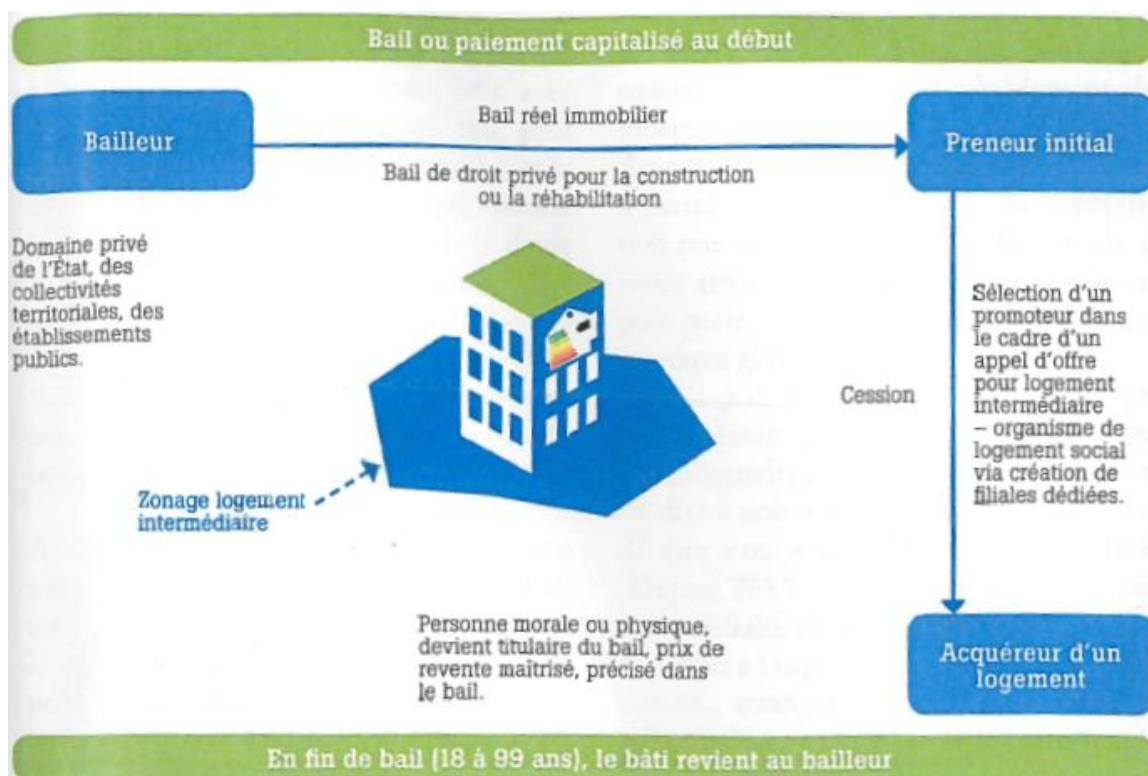 Bail ou paiement capitalisé au début
Bailleur
Bail réel immobilier
Preneur initial
Bail de droit privé pour la construction
ou la réhabilitation
Domaine privé
de l'État, des
collectivités
territoriales, des
établissements
publics.
Sélection d'un
promoteur dans
le cadre d'un
appel d'offre
pour logement
intermédiaire
– organisme de
logement social
via création de
filiales dédiées.
Cession
Zonage logement
intermédiaire
Personne morale ou physique,
devient titulaire du bail, prix de
revente maîtrisé, précisé dans
le bail.
Acquéreur d'un
logement
En fin de bail (18 à 99 ans), le bâti revient au bailleur